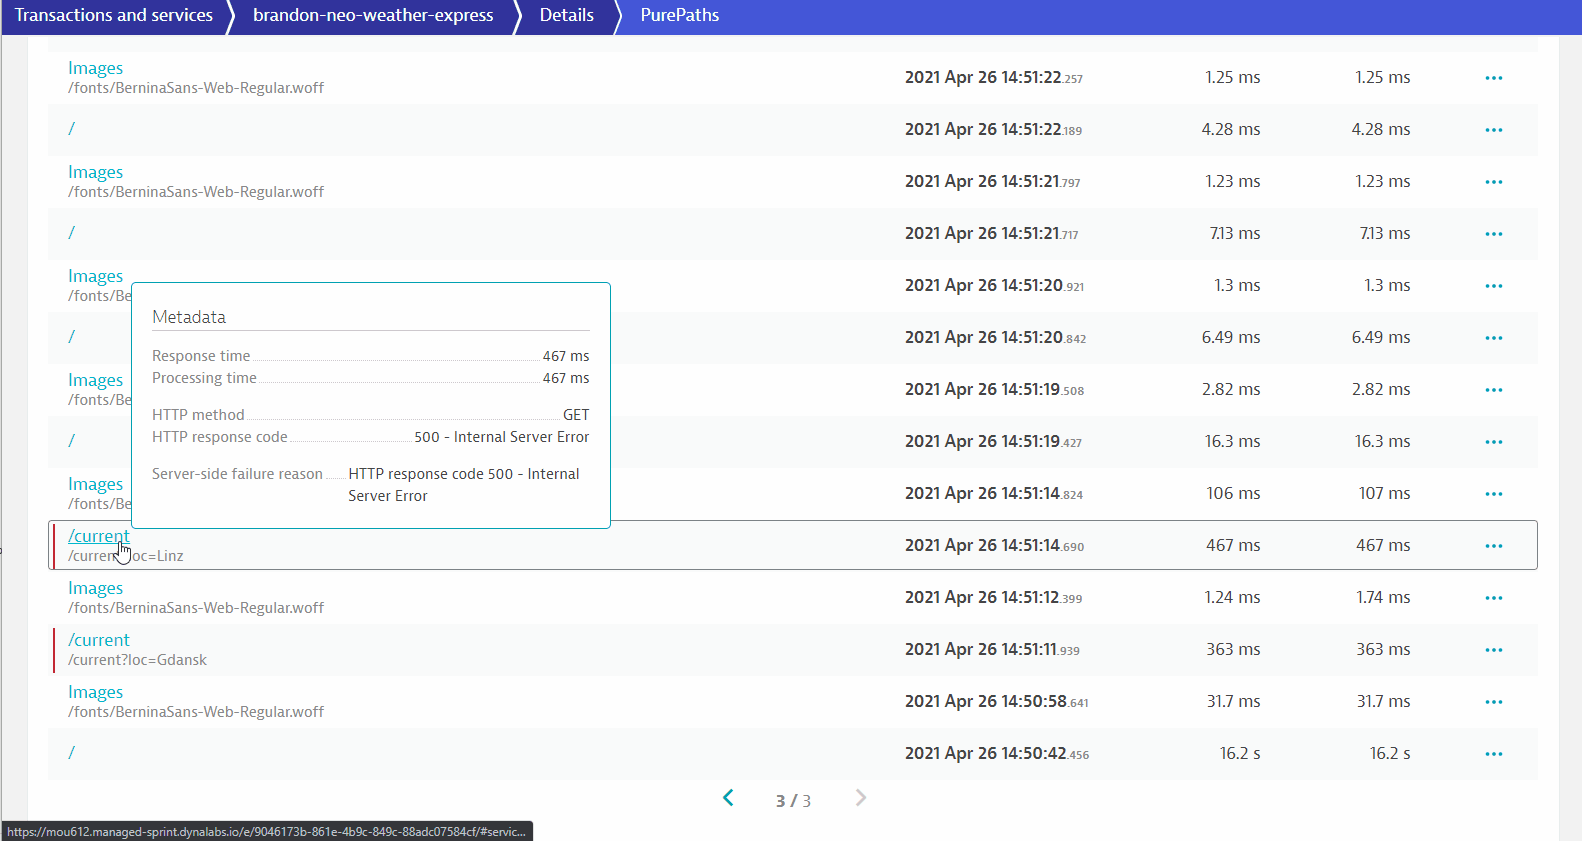 Transactions and services brandon-neo-weather-express Details PurePaths
Images
/fonts/BerninaSans-Web-Regular.woff 2021 Apr 26 14:51:22.257 1.25 ms 1.25 ms
/ 2021 Apr 26 14:51:22.189 4.28 ms 4.28 ms
Images
/fonts/BerninaSans-Web-Regular.woff 2021 Apr 26 14:51:21.797 1.23 ms 1.23 ms
/ 2021 Apr 26 14:51:21.717 7.13 ms 7.13 ms
Images
/fonts/Be 2021 Apr 26 14:51:20.921 1.3 ms 1.3 ms
/ 2021 Apr 26 14:51:20.842 6.49 ms 6.49 ms
Images
/fonts/Be 2021 Apr 26 14:51:19.508 2.82 ms 2.82 ms
/ 2021 Apr 26 14:51:19.427 16.3 ms 16.3 ms
Images
/fonts/Be 2021 Apr 26 14:51:14.824 106 ms 107 ms
Metadata
Response time 467 ms
Processing time 467 ms
HTTP method GET
HTTP response code 500 - Internal Server Error
Server-side failure reason HTTP response code 500 - Internal
Server Error
/current
/current oc=Linz 2021 Apr 26 14:51:14.690 467 ms 467 ms
Images
/fonts/BerninaSans-Web-Regular.woff 2021 Apr 26 14:51:12.399 1.24 ms 1.74 ms
/current
/current?loc=Gdansk 2021 Apr 26 14:51:11.939 363 ms 363 ms
Images
/fonts/BerninaSans-Web-Regular.woff 2021 Apr 26 14:50:58.641 31.7 ms 31.7 ms
/ 2021 Apr 26 14:50:42.456 16.2 s 16.2 s
3 / 3
https://mou612.managed-sprint.dynalabs.io/e/9046173b-861e-4b9c-849c-88adc07584cf/#servic...